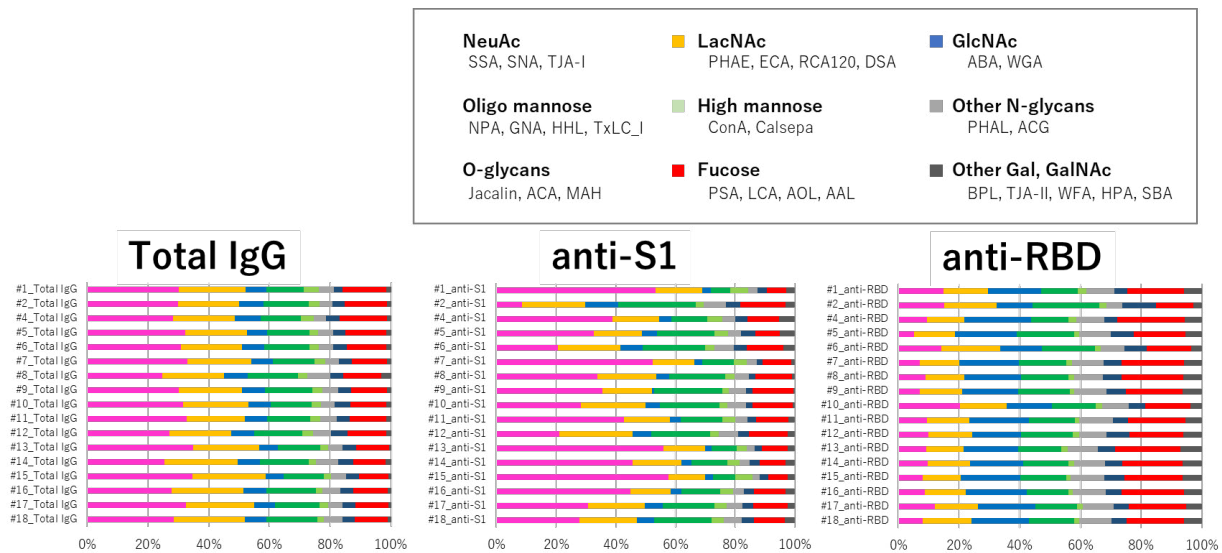 NeuAc LacNAc GlcNAc
SSA, SNA, TJA-I PHAE, ECA, RCA120, DSA ABA, WGA
Oligo mannose High mannose Other N-glycans
NPA, GNA, HHL, TxLC_I ConA, Calsepa PHAL, ACG
O-glycans Fucose Other Gal, GalNAc
Jacalin, ACA, MAH PSA, LCA, AOL, AAL BPL, TJA-II, WFA, HPA, SBA
Total IgG
#1_Total IgG
#2_Total IgG
#4_Total IgG
#5_Total IgG
#6_Total IgG
#7_Total IgG
#8_Total IgG
#9_Total IgG
#10_Total IgG
#11_Total IgG
#12_Total IgG
#13_Total IgG
#14_Total IgG
#15_Total IgG
#16_Total IgG
#17_Total IgG
#18_Total IgG
0% 20% 40% 60% 80% 100%
anti-S1
#1_anti-S1
#2_anti-S1
#4_anti-S1
#5_anti-S1
#6_anti-S1
#7_anti-S1
#8_anti-S1
#9_anti-S1
#10_anti-S1
#11_anti-S1
#12_anti-S1
#13_anti-S1
#14_anti-S1
#15_anti-S1
#16_anti-S1
#17_anti-S1
#18_anti-S1
0% 20% 40% 60% 80% 100%
anti-RBD
#1_anti-RBD
#2_anti-RBD
#4_anti-RBD
#5_anti-RBD
#6_anti-RBD
#7_anti-RBD
#8_anti-RBD
#9_anti-RBD
#10_anti-RBD
#11_anti-RBD
#12_anti-RBD
#13_anti-RBD
#14_anti-RBD
#15_anti-RBD
#16_anti-RBD
#17_anti-RBD
#18_anti-RBD
0% 20% 40% 60% 80% 100%